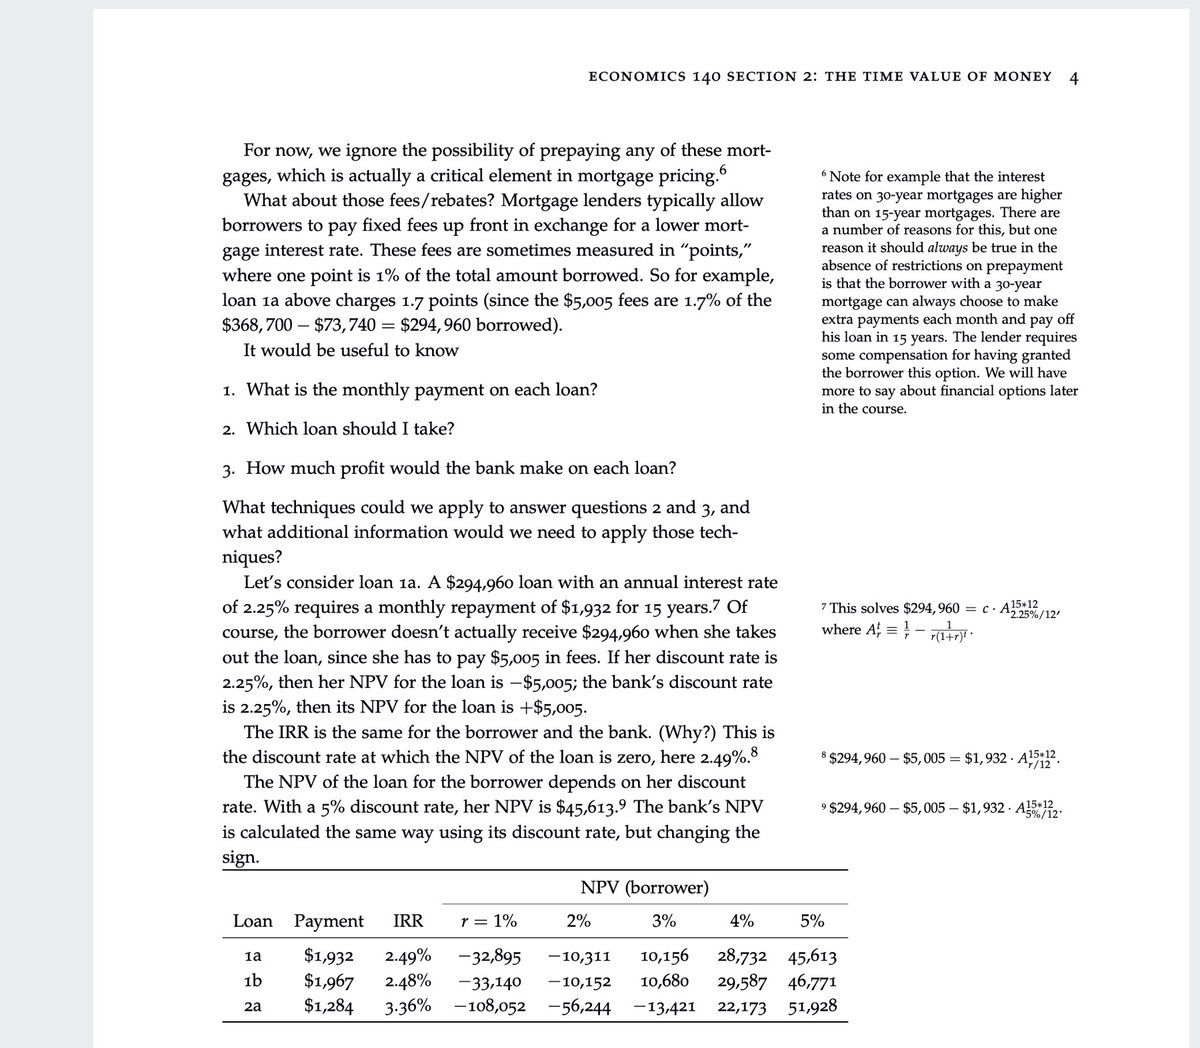 ECONOMICS 140 SECTION 2: THE TIME VALUE OF MONEY 4
For now, we ignore the possibility of prepaying any of these mort-
gages, which is actually a critical element in mortgage pricing.⁶
What about those fees/rebates? Mortgage lenders typically allow
borrowers to pay fixed fees up front in exchange for a lower mort-
gage interest rate. These fees are sometimes measured in “points,”
where one point is 1% of the total amount borrowed. So for example,
loan 1a above charges 1.7 points (since the $5,005 fees are 1.7% of the
$368,700 − $73,740 = $294,960 borrowed).
It would be useful to know
1. What is the monthly payment on each loan?
2. Which loan should I take?
3. How much profit would the bank make on each loan?
What techniques could we apply to answer questions 2 and 3, and
what additional information would we need to apply those tech-
niques?
Let’s consider loan 1a. A $294,960 loan with an annual interest rate
of 2.25% requires a monthly repayment of $1,932 for 15 years.⁷ Of
course, the borrower doesn’t actually receive $294,960 when she takes
out the loan, since she has to pay $5,005 in fees. If her discount rate is
2.25%, then her NPV for the loan is −$5,005; the bank’s discount rate
is 2.25%, then its NPV for the loan is +$5,005.
The IRR is the same for the borrower and the bank. (Why?) This is
the discount rate at which the NPV of the loan is zero, here 2.49%.⁸
The NPV of the loan for the borrower depends on her discount
rate. With a 5% discount rate, her NPV is $45,613.⁹ The bank’s NPV
is calculated the same way using its discount rate, but changing the
sign.
⁶ Note for example that the interest
rates on 30-year mortgages are higher
than on 15-year mortgages. There are
a number of reasons for this, but one
reason it should always be true in the
absence of restrictions on prepayment
is that the borrower with a 30-year
mortgage can always choose to make
extra payments each month and pay off
his loan in 15 years. The lender requires
some compensation for having granted
the borrower this option. We will have
more to say about financial options later
in the course.
⁷ This solves $294,960 = c · A^{15*12}_{2.25%/12},
where A^t_r ≡ 1/r − 1/(r(1+r)^t).
⁸ $294,960 − $5,005 = $1,932 · A^{15*12}_{r/12}.
⁹ $294,960 − $5,005 − $1,932 · A^{15*12}_{5%/12}.
NPV (borrower)
Loan Payment IRR r = 1% 2% 3% 4% 5%
1a $1,932 2.49% −32,895 −10,311 10,156 28,732 45,613
1b $1,967 2.48% −33,140 −10,152 10,680 29,587 46,771
2a $1,284 3.36% −108,052 −56,244 −13,421 22,173 51,928